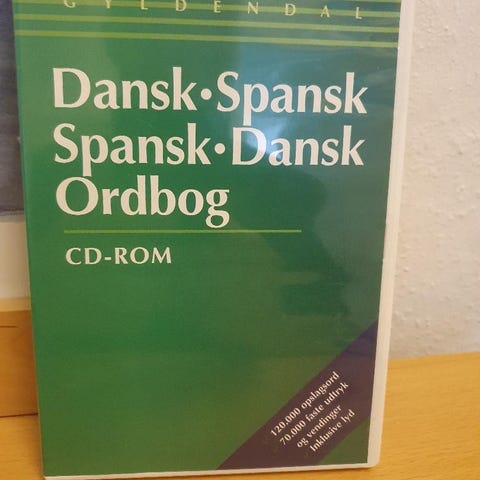 GYLDENDAL
Dansk•Spansk
Spansk•Dansk
Ordbog
CD-ROM
120.000 opslagsord
70.000 faste udtryk
og vendinger
Inklusive lyd